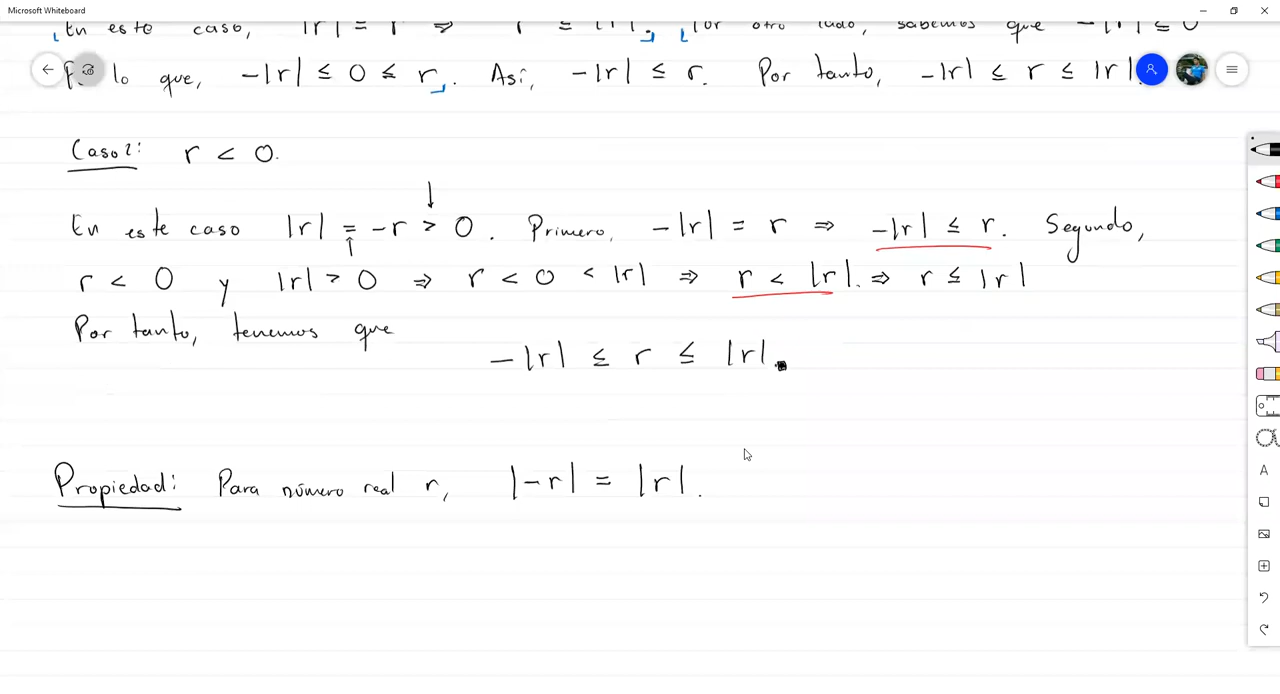 Microsoft Whiteboard
En este caso, |r| = r ⇒ r ≤ |r|. Por otro lado, sabemos que -|r| ≤ 0
lo que, -|r| ≤ 0 ≤ r. Así, -|r| ≤ r. Por tanto, -|r| ≤ r ≤ |r|
Caso 2: r < 0.
En este caso |r| = -r > 0. Primero, -|r| = r ⇒ -|r| ≤ r. Segundo,
r < 0 y |r| > 0 ⇒ r < 0 < |r| ⇒ r < |r|. ⇒ r ≤ |r|
Por tanto, tenemos que
-|r| ≤ r ≤ |r|.
Propiedad: Para número real r, |-r| = |r|.
A